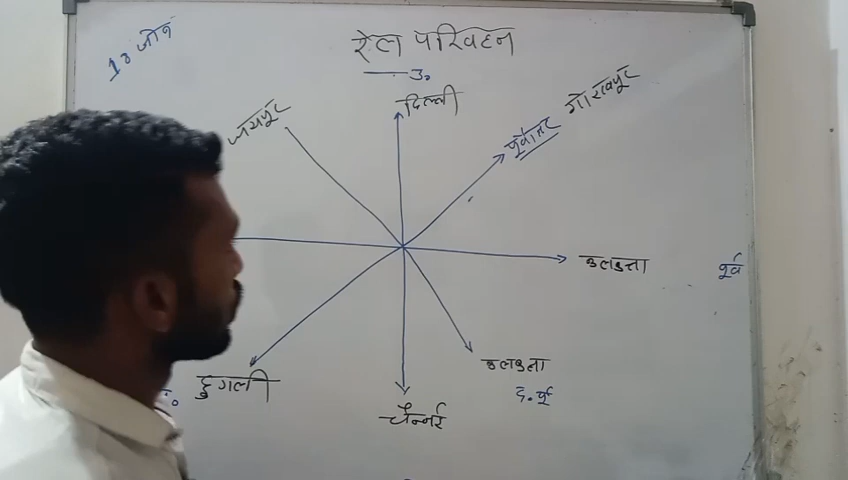 रेल परिवहन
18 जोन
उ.
दिल्ली
गोरखपुर
पूर्वोत्तर
जयपुर
कलकत्ता
पूर्व
कलकत्ता
द. पू
हुगली
चेन्नई